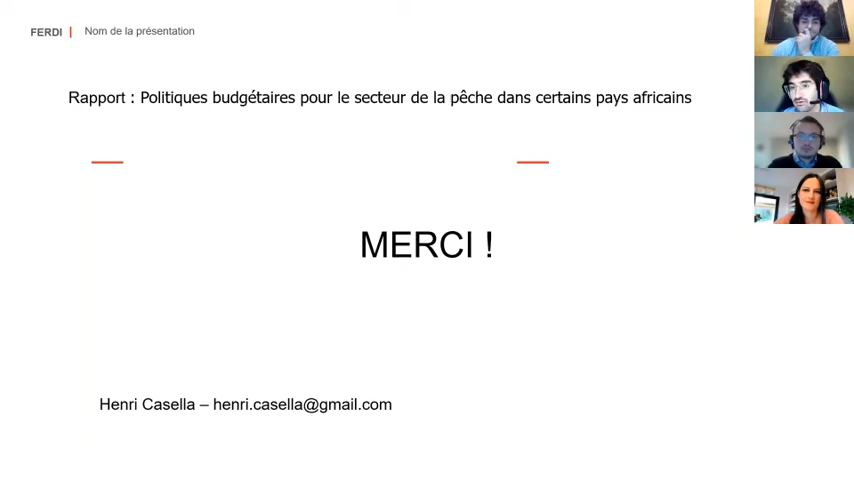 FERDI | Nom de la présentation
Rapport : Politiques budgétaires pour le secteur de la pêche dans certains pays africains
MERCI !
Henri Casella – henri.casella@gmail.com